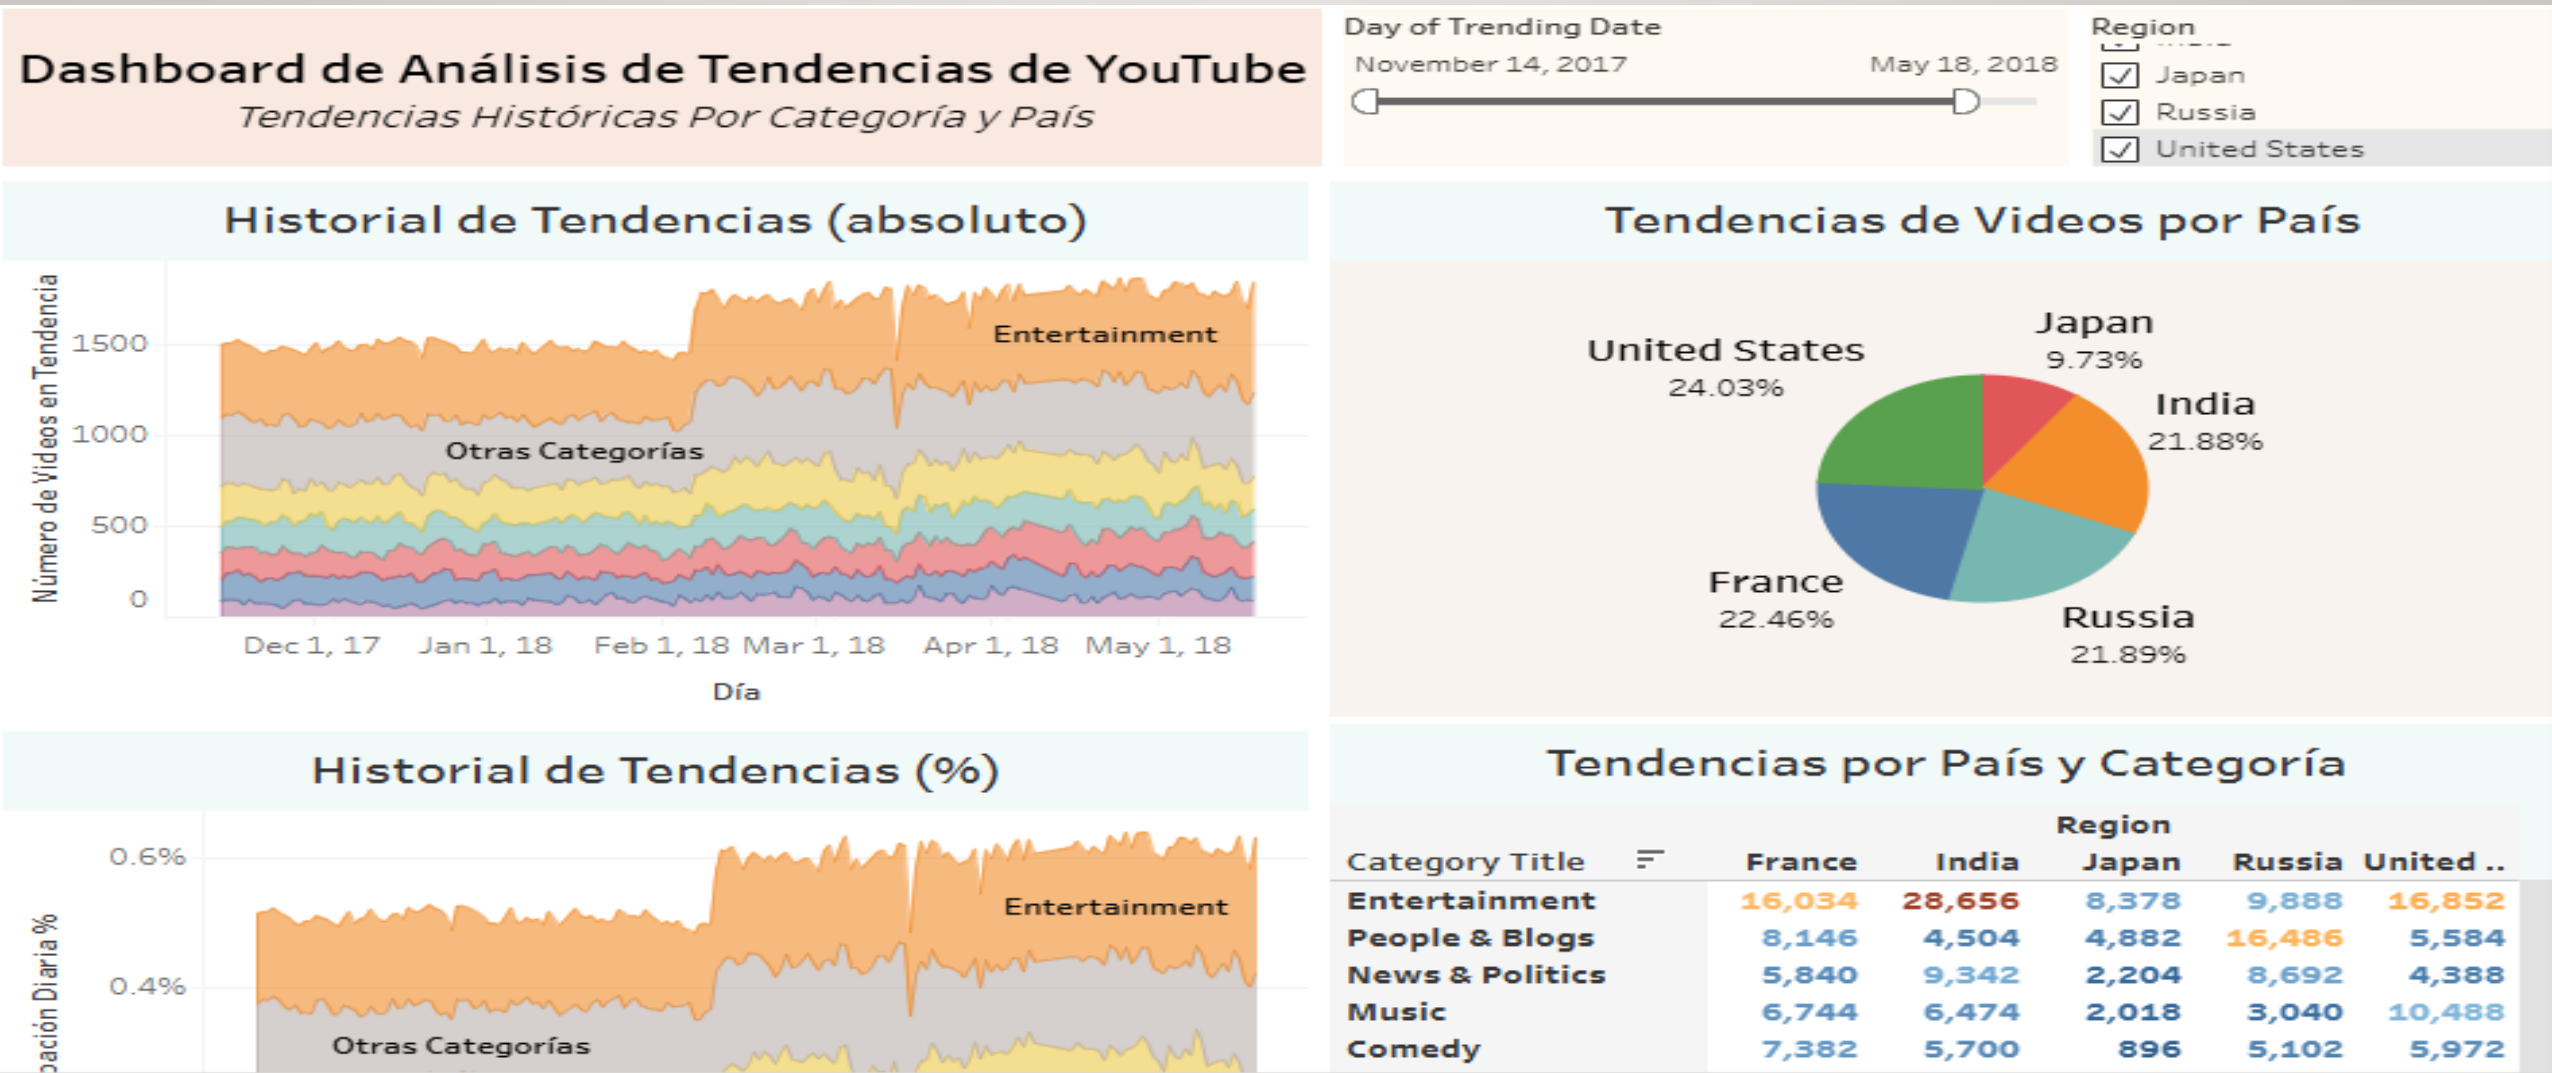 Dashboard de Análisis de Tendencias de YouTube
Tendencias Históricas Por Categoría y País
Day of Trending Date
November 14, 2017 May 18, 2018
Region
Japan
Russia
United States
Historial de Tendencias (absoluto)
Número de Videos en Tendencia
1500
1000
500
0
Entertainment
Otras Categorías
Dec 1, 17 Jan 1, 18 Feb 1, 18 Mar 1, 18 Apr 1, 18 May 1, 18
Día
Tendencias de Videos por País
Japan
9.73%
United States
24.03%
India
21.88%
France
22.46%
Russia
21.89%
Historial de Tendencias (%)
Diaria %
0.6%
0.4%
Entertainment
Otras Categorías
Tendencias por País y Categoría
Region
Category Title France India Japan Russia United ..
Entertainment 16,034 28,656 8,378 9,888 16,852
People & Blogs 8,146 4,504 4,882 16,486 5,584
News & Politics 5,840 9,342 2,204 8,692 4,388
Music 6,744 6,474 2,018 3,040 10,488
Comedy 7,382 5,700 896 5,102 5,972